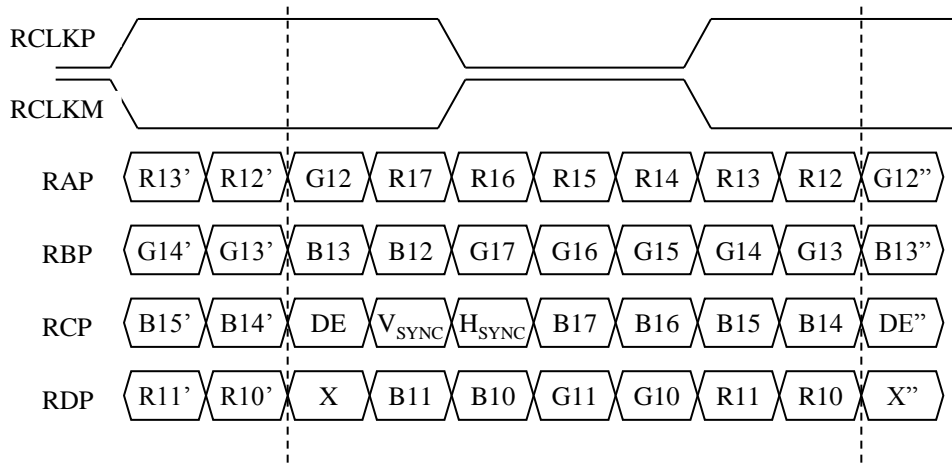 RCLKP
RCLKM
RAP R13’ R12’ G12 R17 R16 R15 R14 R13 R12 G12”
RBP G14’ G13’ B13 B12 G17 G16 G15 G14 G13 B13”
RCP B15’ B14’ DE VSYNC HSYNC B17 B16 B15 B14 DE”
RDP R11’ R10’ X B11 B10 G11 G10 R11 R10 X”